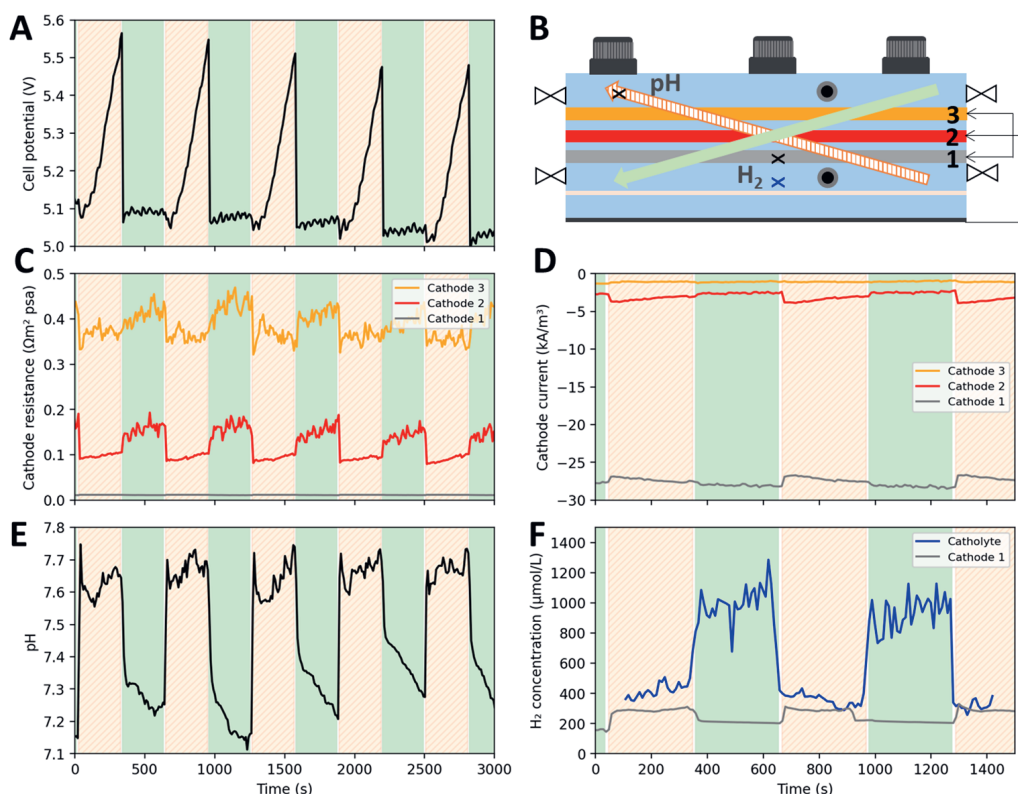 A
5.6
5.5
5.4
5.3
5.2
5.1
5.0
Cell potential (V)
B
pH
3
2
1
H₂
C
0.5
0.4
0.3
0.2
0.1
0.0
Cathode resistance (Ωm² psa)
Cathode 3
Cathode 2
Cathode 1
D
0
−5
−10
−15
−20
−25
−30
Cathode current (kA/m³)
Cathode 3
Cathode 2
Cathode 1
E
7.8
7.7
7.6
7.5
7.4
7.3
7.2
7.1
pH
0 500 1000 1500 2000 2500 3000
Time (s)
F
1400
1200
1000
800
600
400
200
0
H₂ concentration (μmol/L)
Catholyte
Cathode 1
0 200 400 600 800 1000 1200 1400
Time (s)